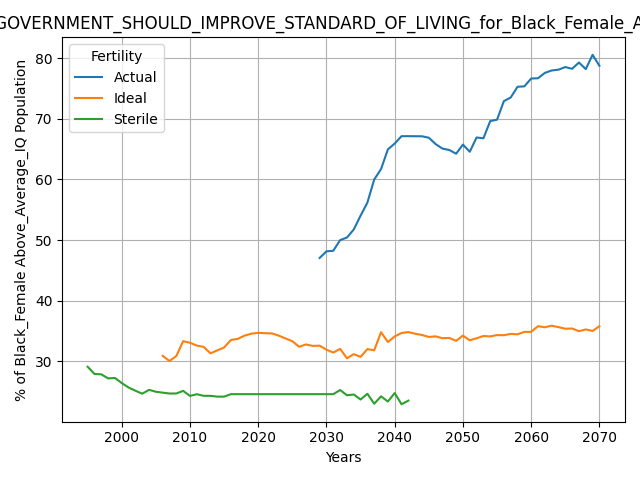 GOVERNMENT_SHOULD_IMPROVE_STANDARD_OF_LIVING_for_Black_Female_A
Fertility
Actual
Ideal
Sterile
% of Black_Female Above_Average_IQ Population
80
70
60
50
40
30
2000 2010 2020 2030 2040 2050 2060 2070
Years